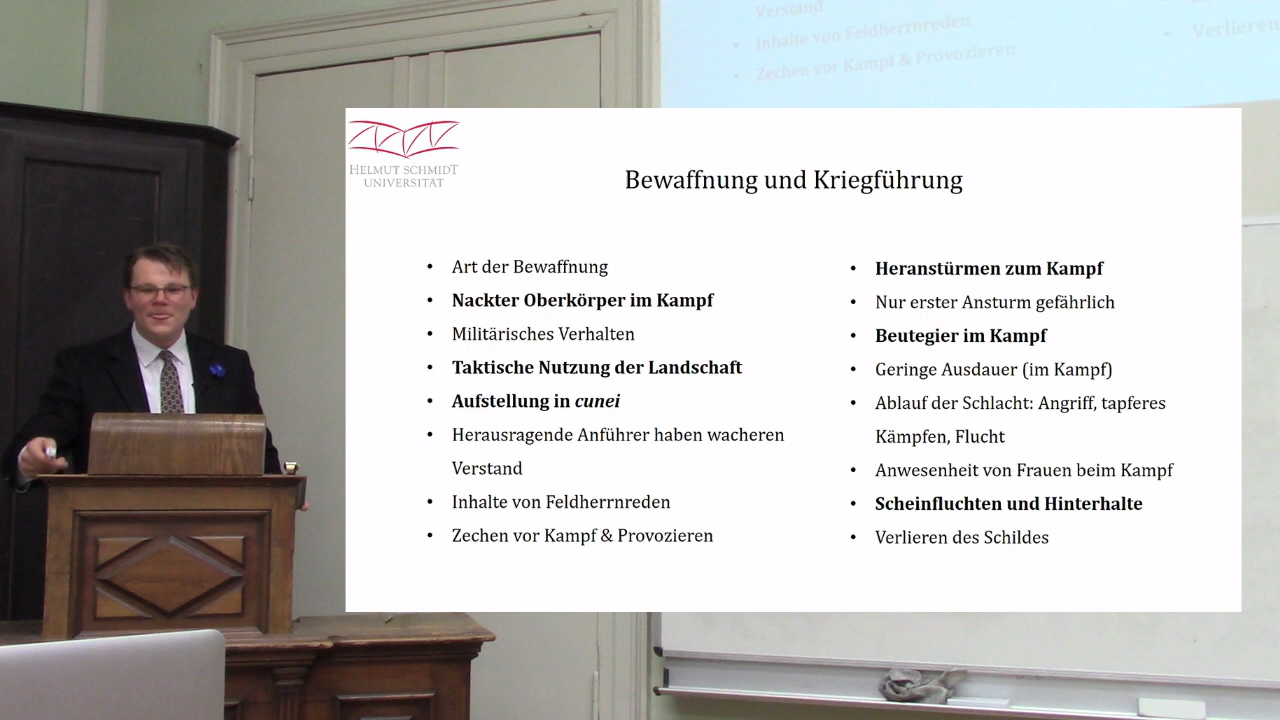 Verstand
• Inhalte von Feldherrnreden
• Zechen vor Kampf & Provozieren
• Verlieren
HELMUT SCHMIDT
UNIVERSITÄT
Bewaffnung und Kriegführung
• Art der Bewaffnung
• Nackter Oberkörper im Kampf
• Militärisches Verhalten
• Taktische Nutzung der Landschaft
• Aufstellung in cunei
• Herausragende Anführer haben wacheren
Verstand
• Inhalte von Feldherrnreden
• Zechen vor Kampf & Provozieren
• Heranstürmen zum Kampf
• Nur erster Ansturm gefährlich
• Beutegier im Kampf
• Geringe Ausdauer (im Kampf)
• Ablauf der Schlacht: Angriff, tapferes
Kämpfen, Flucht
• Anwesenheit von Frauen beim Kampf
• Scheinfluchten und Hinterhalte
• Verlieren des Schildes